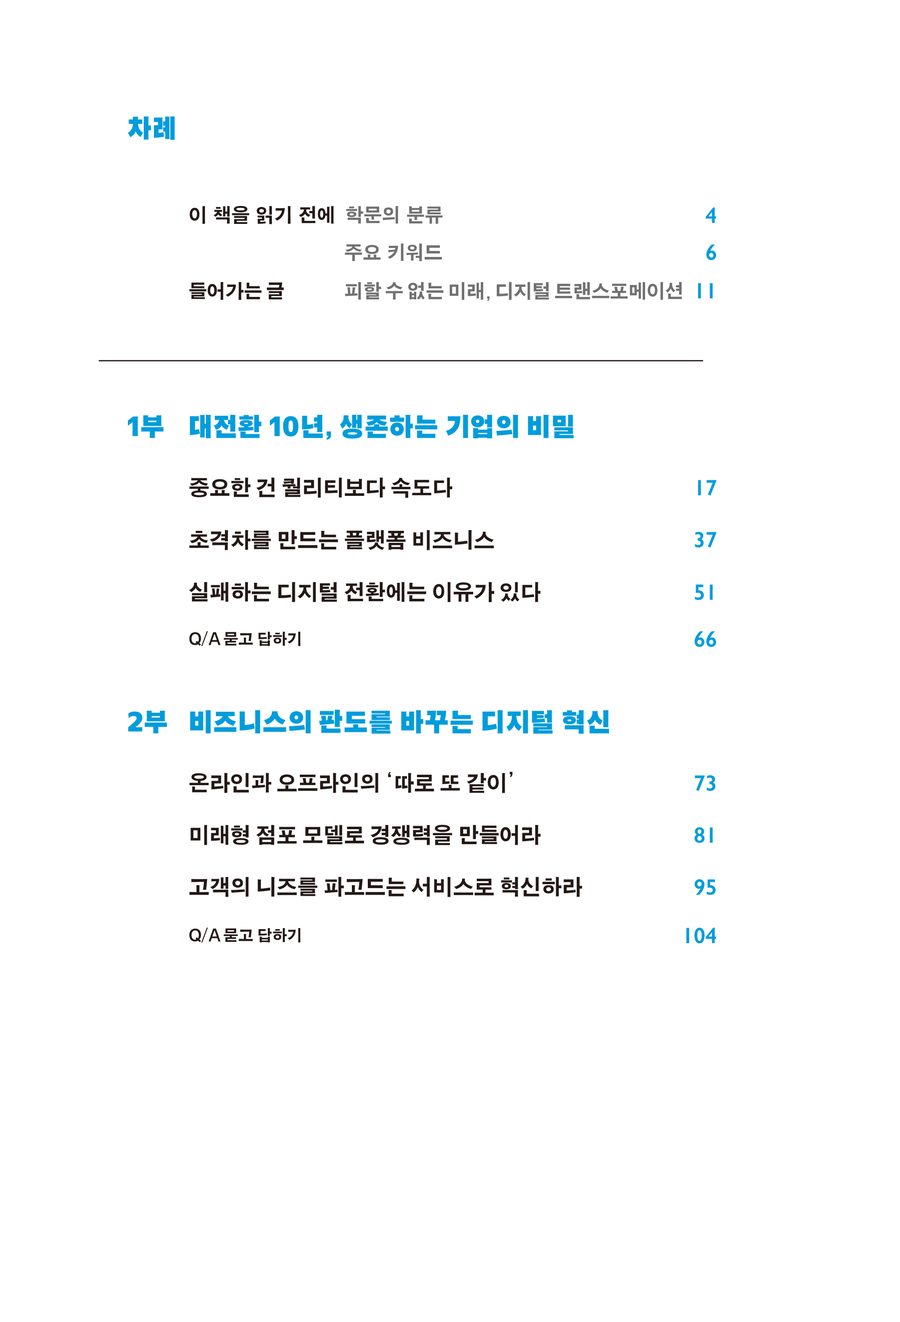 차례
이 책을 읽기 전에 학문의 분류 4
주요 키워드 6
들어가는 글 피할 수 없는 미래, 디지털 트랜스포메이션 11
1부 대전환 10년, 생존하는 기업의 비밀
중요한 건 퀄리티보다 속도다 17
초격차를 만드는 플랫폼 비즈니스 37
실패하는 디지털 전환에는 이유가 있다 51
Q/A 묻고 답하기 66
2부 비즈니스의 판도를 바꾸는 디지털 혁신
온라인과 오프라인의 ‘따로 또 같이’ 73
미래형 점포 모델로 경쟁력을 만들어라 81
고객의 니즈를 파고드는 서비스로 혁신하라 95
Q/A 묻고 답하기 104